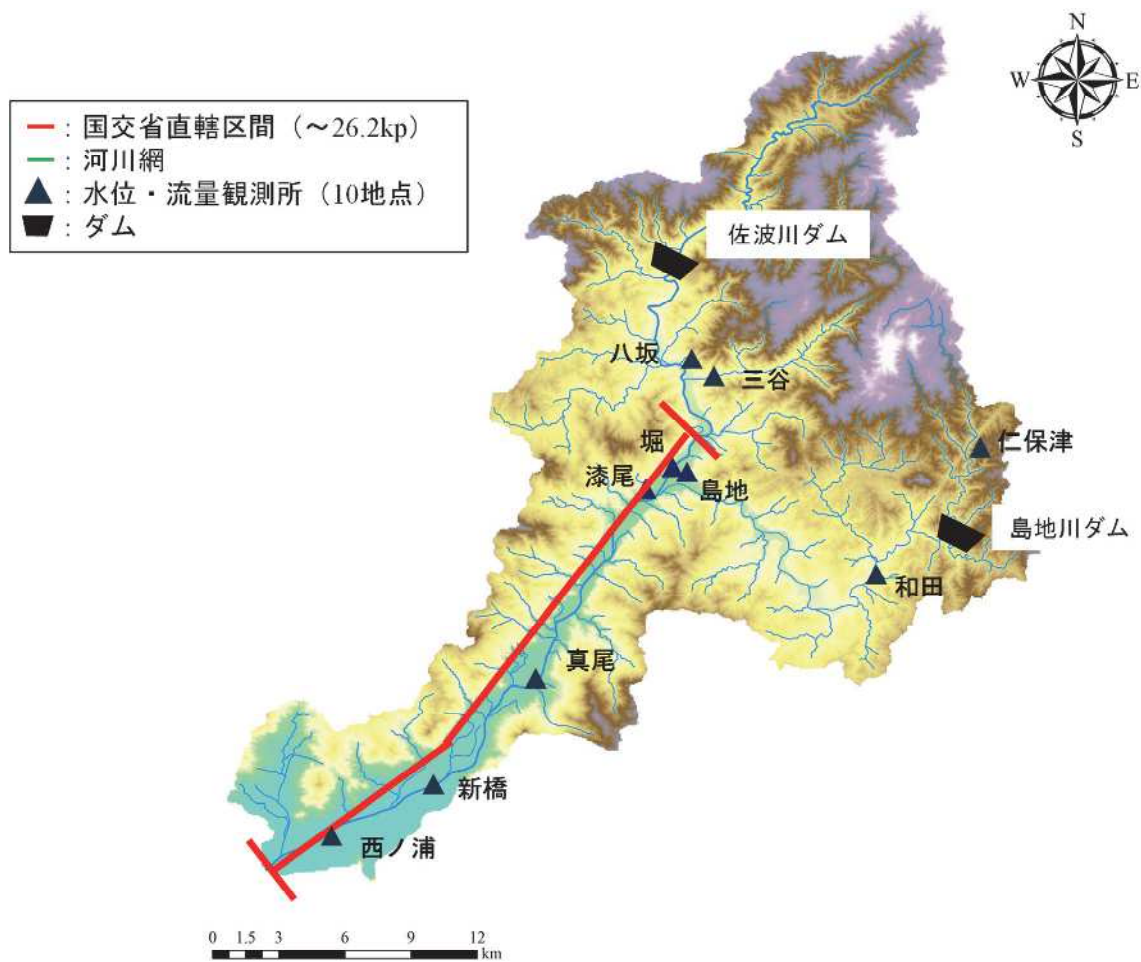 N
W E
S
ー : 国交省直轄区間（～26.2kp）
ー : 河川網
▲ : 水位・流量観測所（10地点）
: ダム
佐波川ダム
八坂
三谷
堀
仁保津
漆尾
島地
島地川ダム
和田
真尾
新橋
西ノ浦
0 1.5 3 6 9 12
km